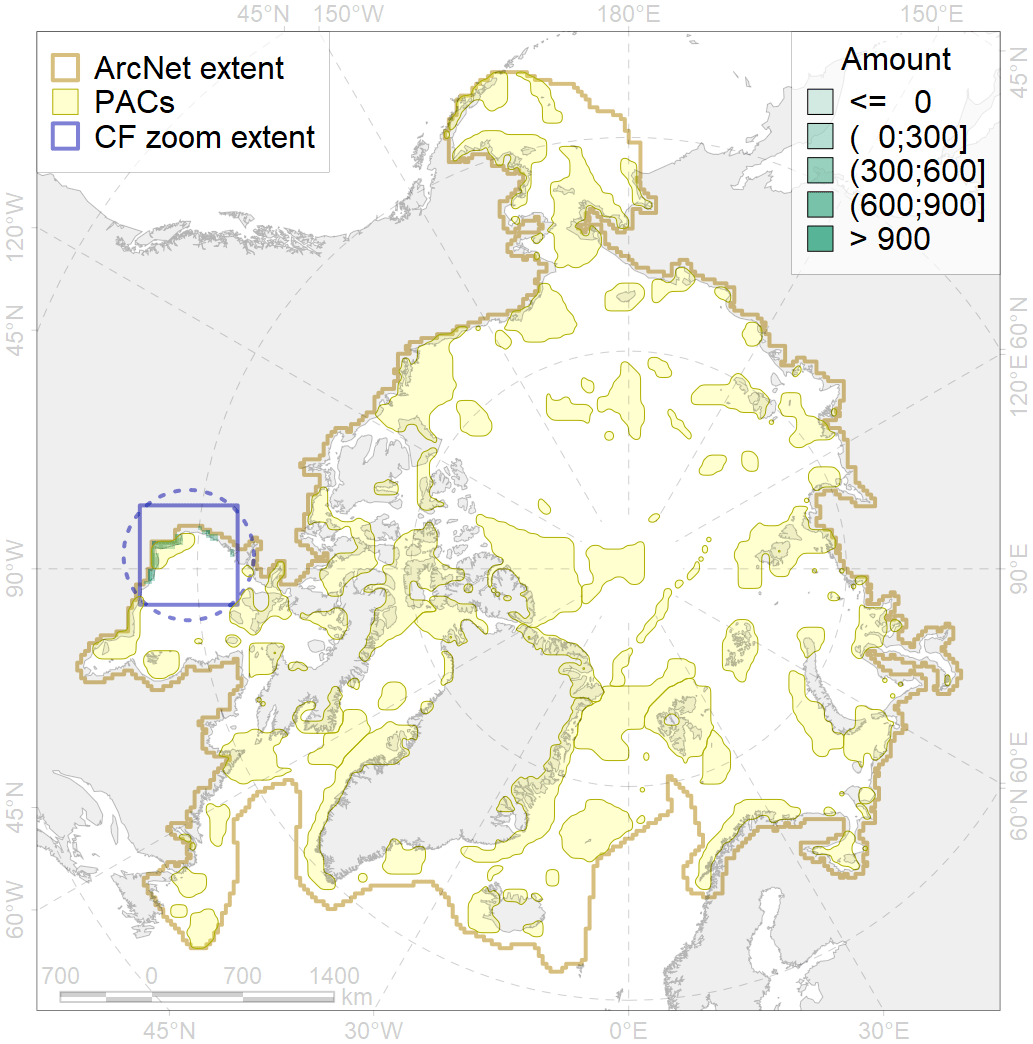 45°N 150°W 180°E 150°E
ArcNet extent
PACs
CF zoom extent
Amount
<= 0
( 0;300]
(300;600]
(600;900]
> 900
45°N
120°W
60°N
45°N
120°E
90°W
90°E
60°E
45°N
60°N
60°W
700 0 700 1400
km
45°N 30°W 0°E 30°E